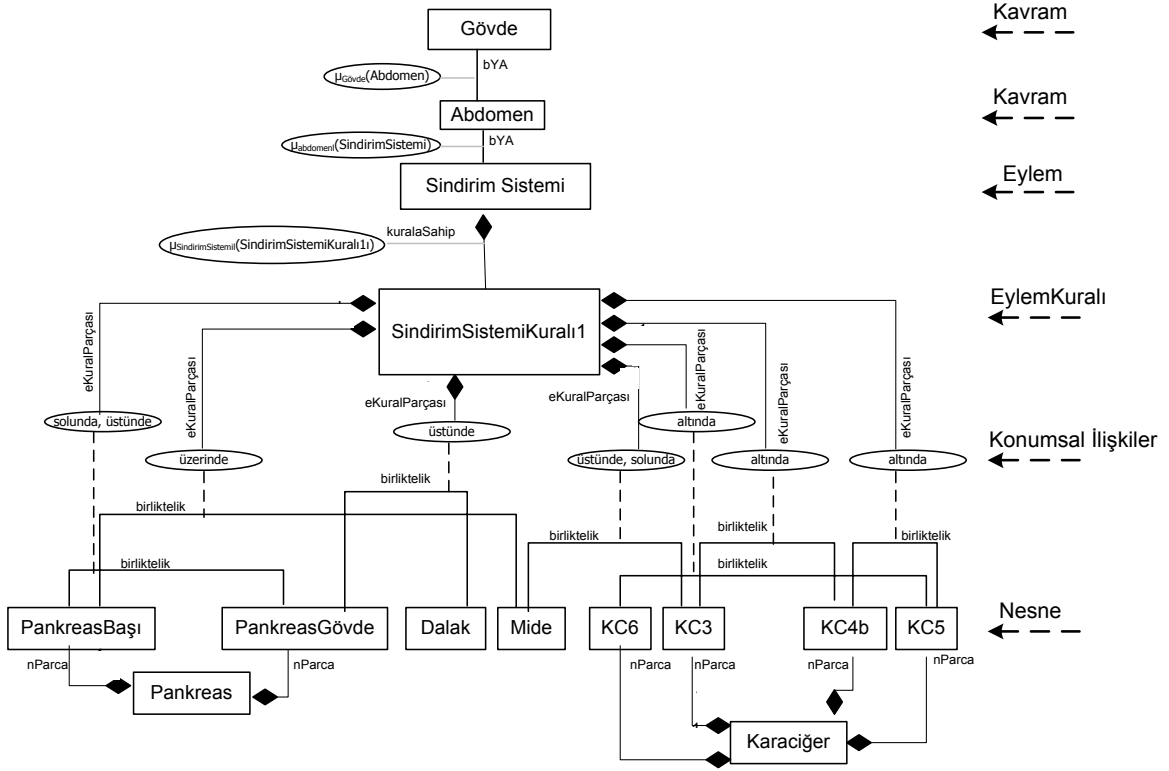 Gövde
Kavram
bYA
µGövde(Abdomen)
Kavram
Abdomen
µabdomenI(SindirimSistemi)
bYA
Eylem
Sindirim Sistemi
kuralaSahip
µSindirimSistemiI(SindirimSistemiKuralı1ı)
EylemKuralı
SindirimSistemiKuralı1
eKuralParçası
eKuralParçası
eKuralParçası
eKuralParçası
eKuralParçası
eKuralParçası
eKuralParçası
solunda, üstünde
üstünde
altında
Konumsal İlişkiler
üzerinde
üstünde, solunda
altında
altında
birliktelik
birliktelik
birliktelik
birliktelik
birliktelik
birliktelik
birliktelik
Nesne
PankreasBaşı
PankreasGövde
Dalak
Mide
KC6
KC3
KC4b
KC5
nParca
nParca
nParca
nParca
nParca
nParca
Pankreas
Karaciğer